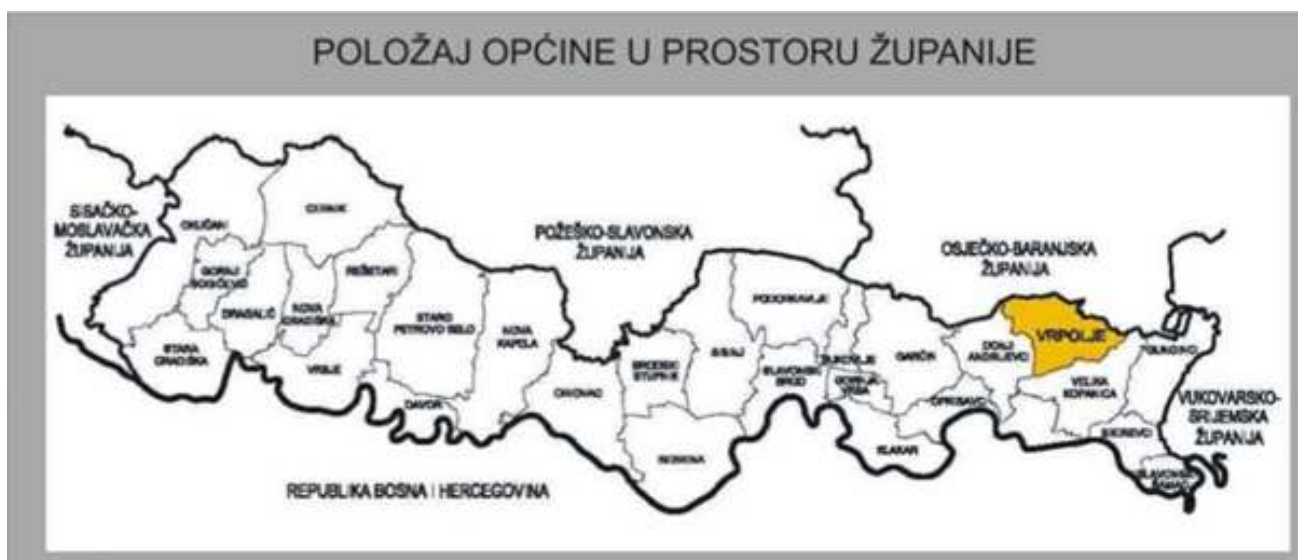 POLOŽAJ OPĆINE U PROSTORU ŽUPANIJE
SISAČKO-
MOSLAVAČKA
ŽUPANIJA
OKUČANI
CERNIK
POŽEŠKO-SLAVONSKA
ŽUPANIJA
OSJEČKO-BARANJSKA
ŽUPANIJA
GORNJI
BOGIĆEVCI
REŠETARI
DRAGALIĆ
NOVA
GRADIŠKA
STARO
PETROVO SELO
NOVA
KAPELA
PODCRKAVLJE
VRPOLJE
STARA
GRADIŠKA
VRBJE
DAVOR
ORIOVAC
BRODSKI
STUPNIK
SIBINJ
SLAVONSKI
BROD
BUKOVLJE
GORNJA
VRBA
GARČIN
DONJI
ANDRIJEVCI
VELIKA
KOPANICA
GUNDINCI
OPRISAVCI
KLAKAR
BEBRINA
SIKIREVCI
SLAVONSKI
ŠAMAC
VUKOVARSKO-
SRIJEMSKA
ŽUPANIJA
REPUBLIKA BOSNA I HERCEGOVINA